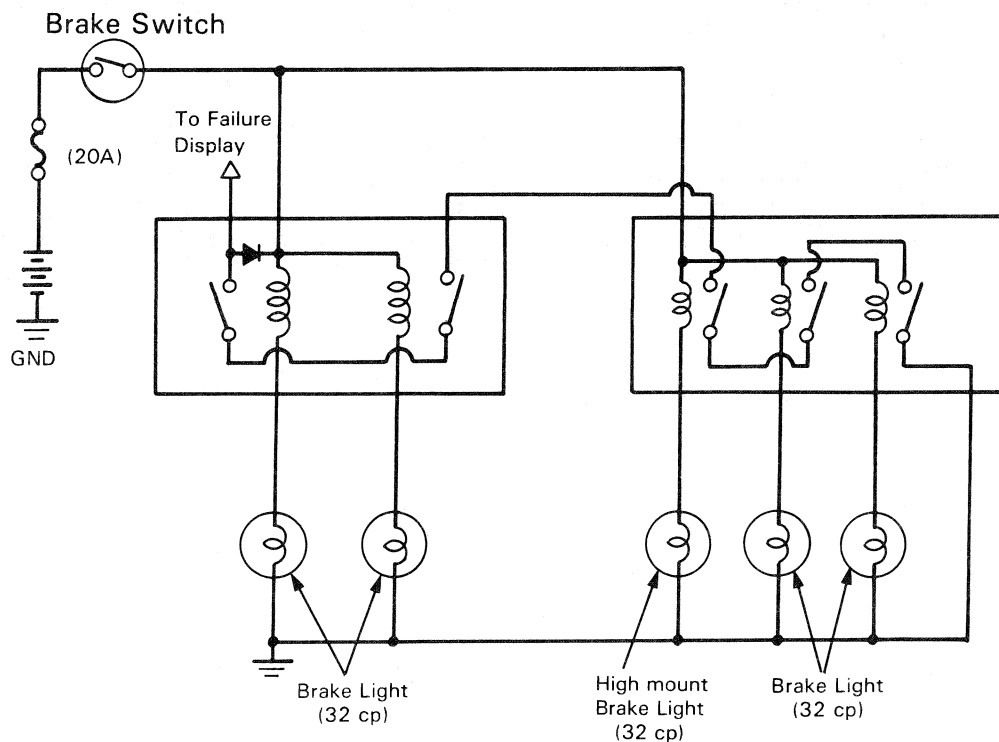 Brake Switch
To Failure
Display
(20A)
GND
Brake Light
(32 cp)
High mount
Brake Light
(32 cp)
Brake Light
(32 cp)